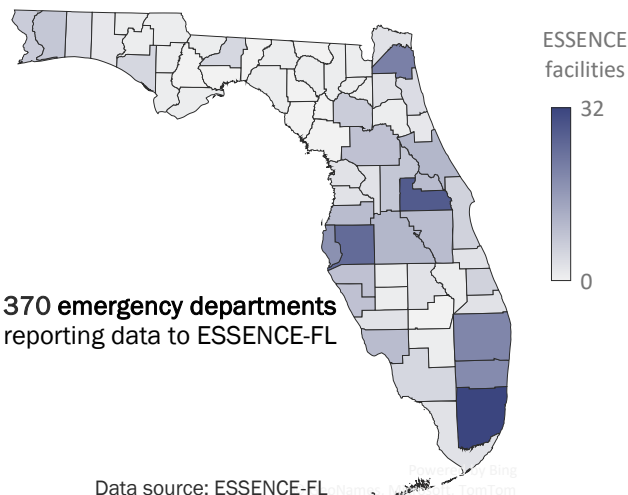 ESSENCE
facilities
32
0
370 emergency departments
reporting data to ESSENCE-FL
Powered by Bing
TomTom
Data source: ESSENCE-FL